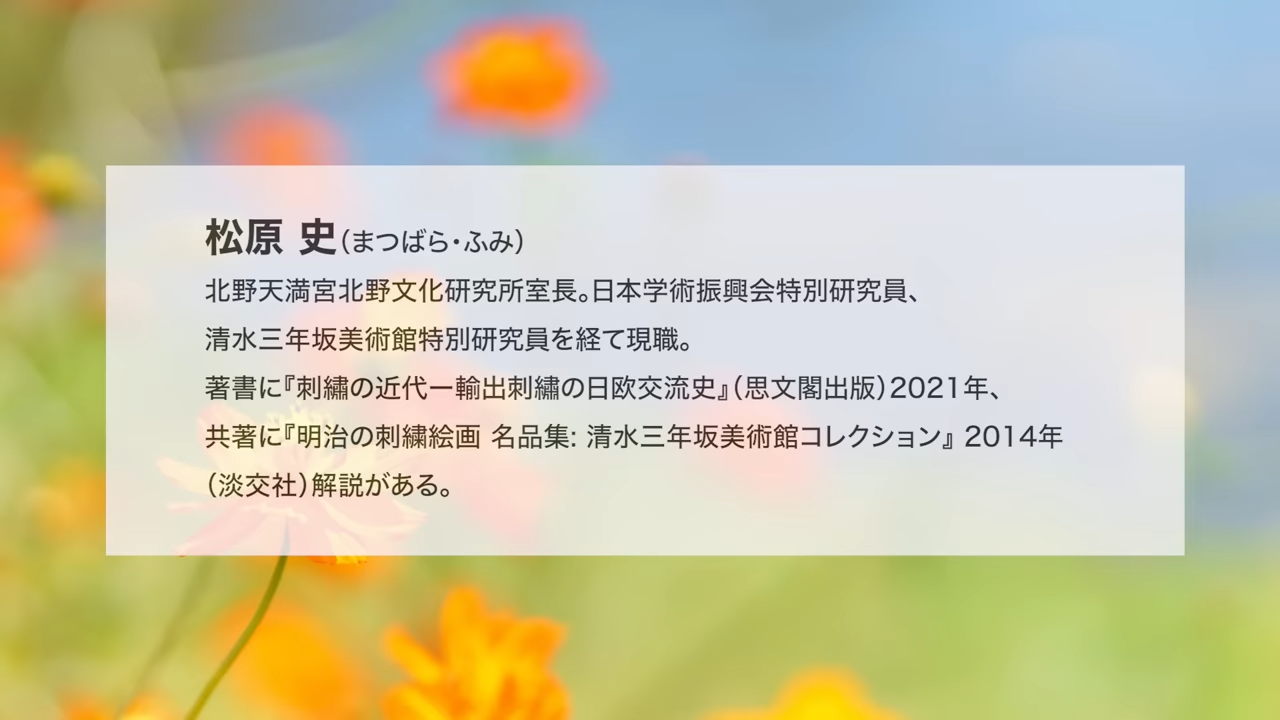 松原 史(まつばら・ふみ)
北野天満宮北野文化研究所室長。日本学術振興会特別研究員、
清水三年坂美術館特別研究員を経て現職。
著書に『刺繡の近代ー輸出刺繡の日欧交流史』(思文閣出版)2021年、
共著に『明治の刺繍絵画 名品集: 清水三年坂美術館コレクション』 2014年
(淡交社)解説がある。